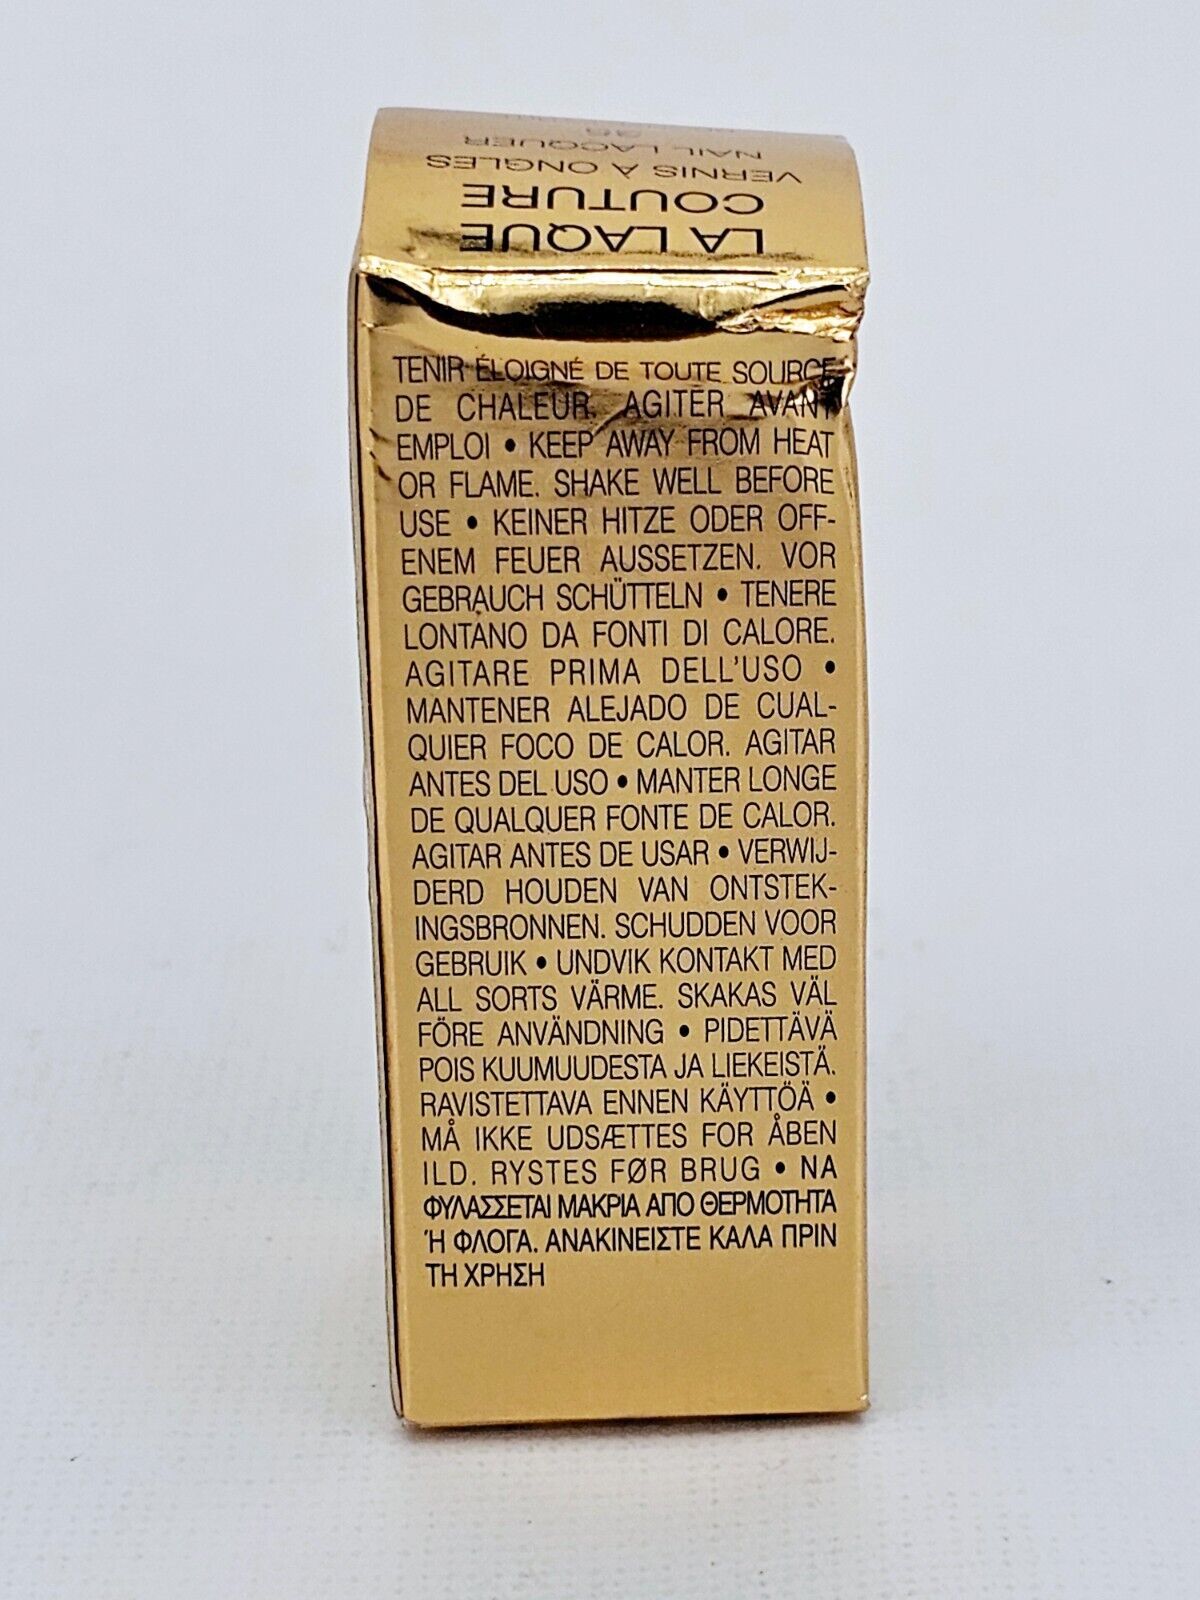 LA LAQUE
COUTURE
VERNIS À ONGLES
NAIL LACQUER
TENIR ÉLOIGNÉ DE TOUTE SOURCE
DE CHALEUR. AGITER AVANT
EMPLOI • KEEP AWAY FROM HEAT
OR FLAME. SHAKE WELL BEFORE
USE • KEINER HITZE ODER OFF-
ENEM FEUER AUSSETZEN. VOR
GEBRAUCH SCHÜTTELN • TENERE
LONTANO DA FONTI DI CALORE.
AGITARE PRIMA DELL'USO •
MANTENER ALEJADO DE CUAL-
QUIER FOCO DE CALOR. AGITAR
ANTES DEL USO • MANTER LONGE
DE QUALQUER FONTE DE CALOR.
AGITAR ANTES DE USAR • VERWIJ-
DERD HOUDEN VAN ONTSTEK-
INGSBRONNEN. SCHUDDEN VOOR
GEBRUIK • UNDVIK KONTAKT MED
ALL SORTS VÄRME. SKAKAS VÄL
FÖRE ANVÄNDNING • PIDETTÄVÄ
POIS KUUMUUDESTA JA LIEKEISTÄ.
RAVISTETTAVA ENNEN KÄYTTÖÄ •
MÅ IKKE UDSÆTTES FOR ÅBEN
ILD. RYSTES FØR BRUG • ΝΑ
ΦΥΛΑΣΣΕΤΑΙ ΜΑΚΡΙΑ ΑΠΟ ΘΕΡΜΟΤΗΤΑ
Ή ΦΛΟΓΑ. ΑΝΑΚΙΝΕΙΣΤΕ ΚΑΛΑ ΠΡΙΝ
ΤΗ ΧΡΗΣΗ